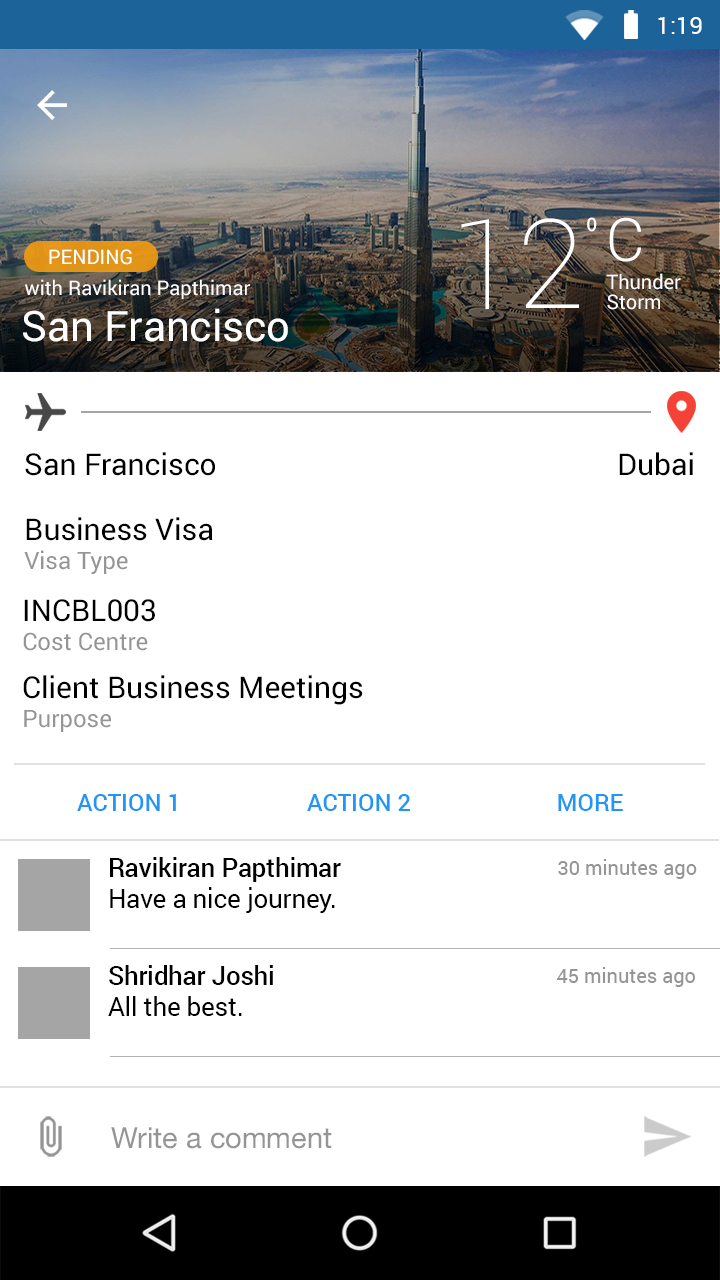 1:19
PENDING
with Ravikiran Papthimar
San Francisco
12°C
Thunder
Storm
San Francisco
Dubai
Business Visa
Visa Type
INCBL003
Cost Centre
Client Business Meetings
Purpose
ACTION 1
ACTION 2
MORE
Ravikiran Papthimar
30 minutes ago
Have a nice journey.
Shridhar Joshi
45 minutes ago
All the best.
Write a comment